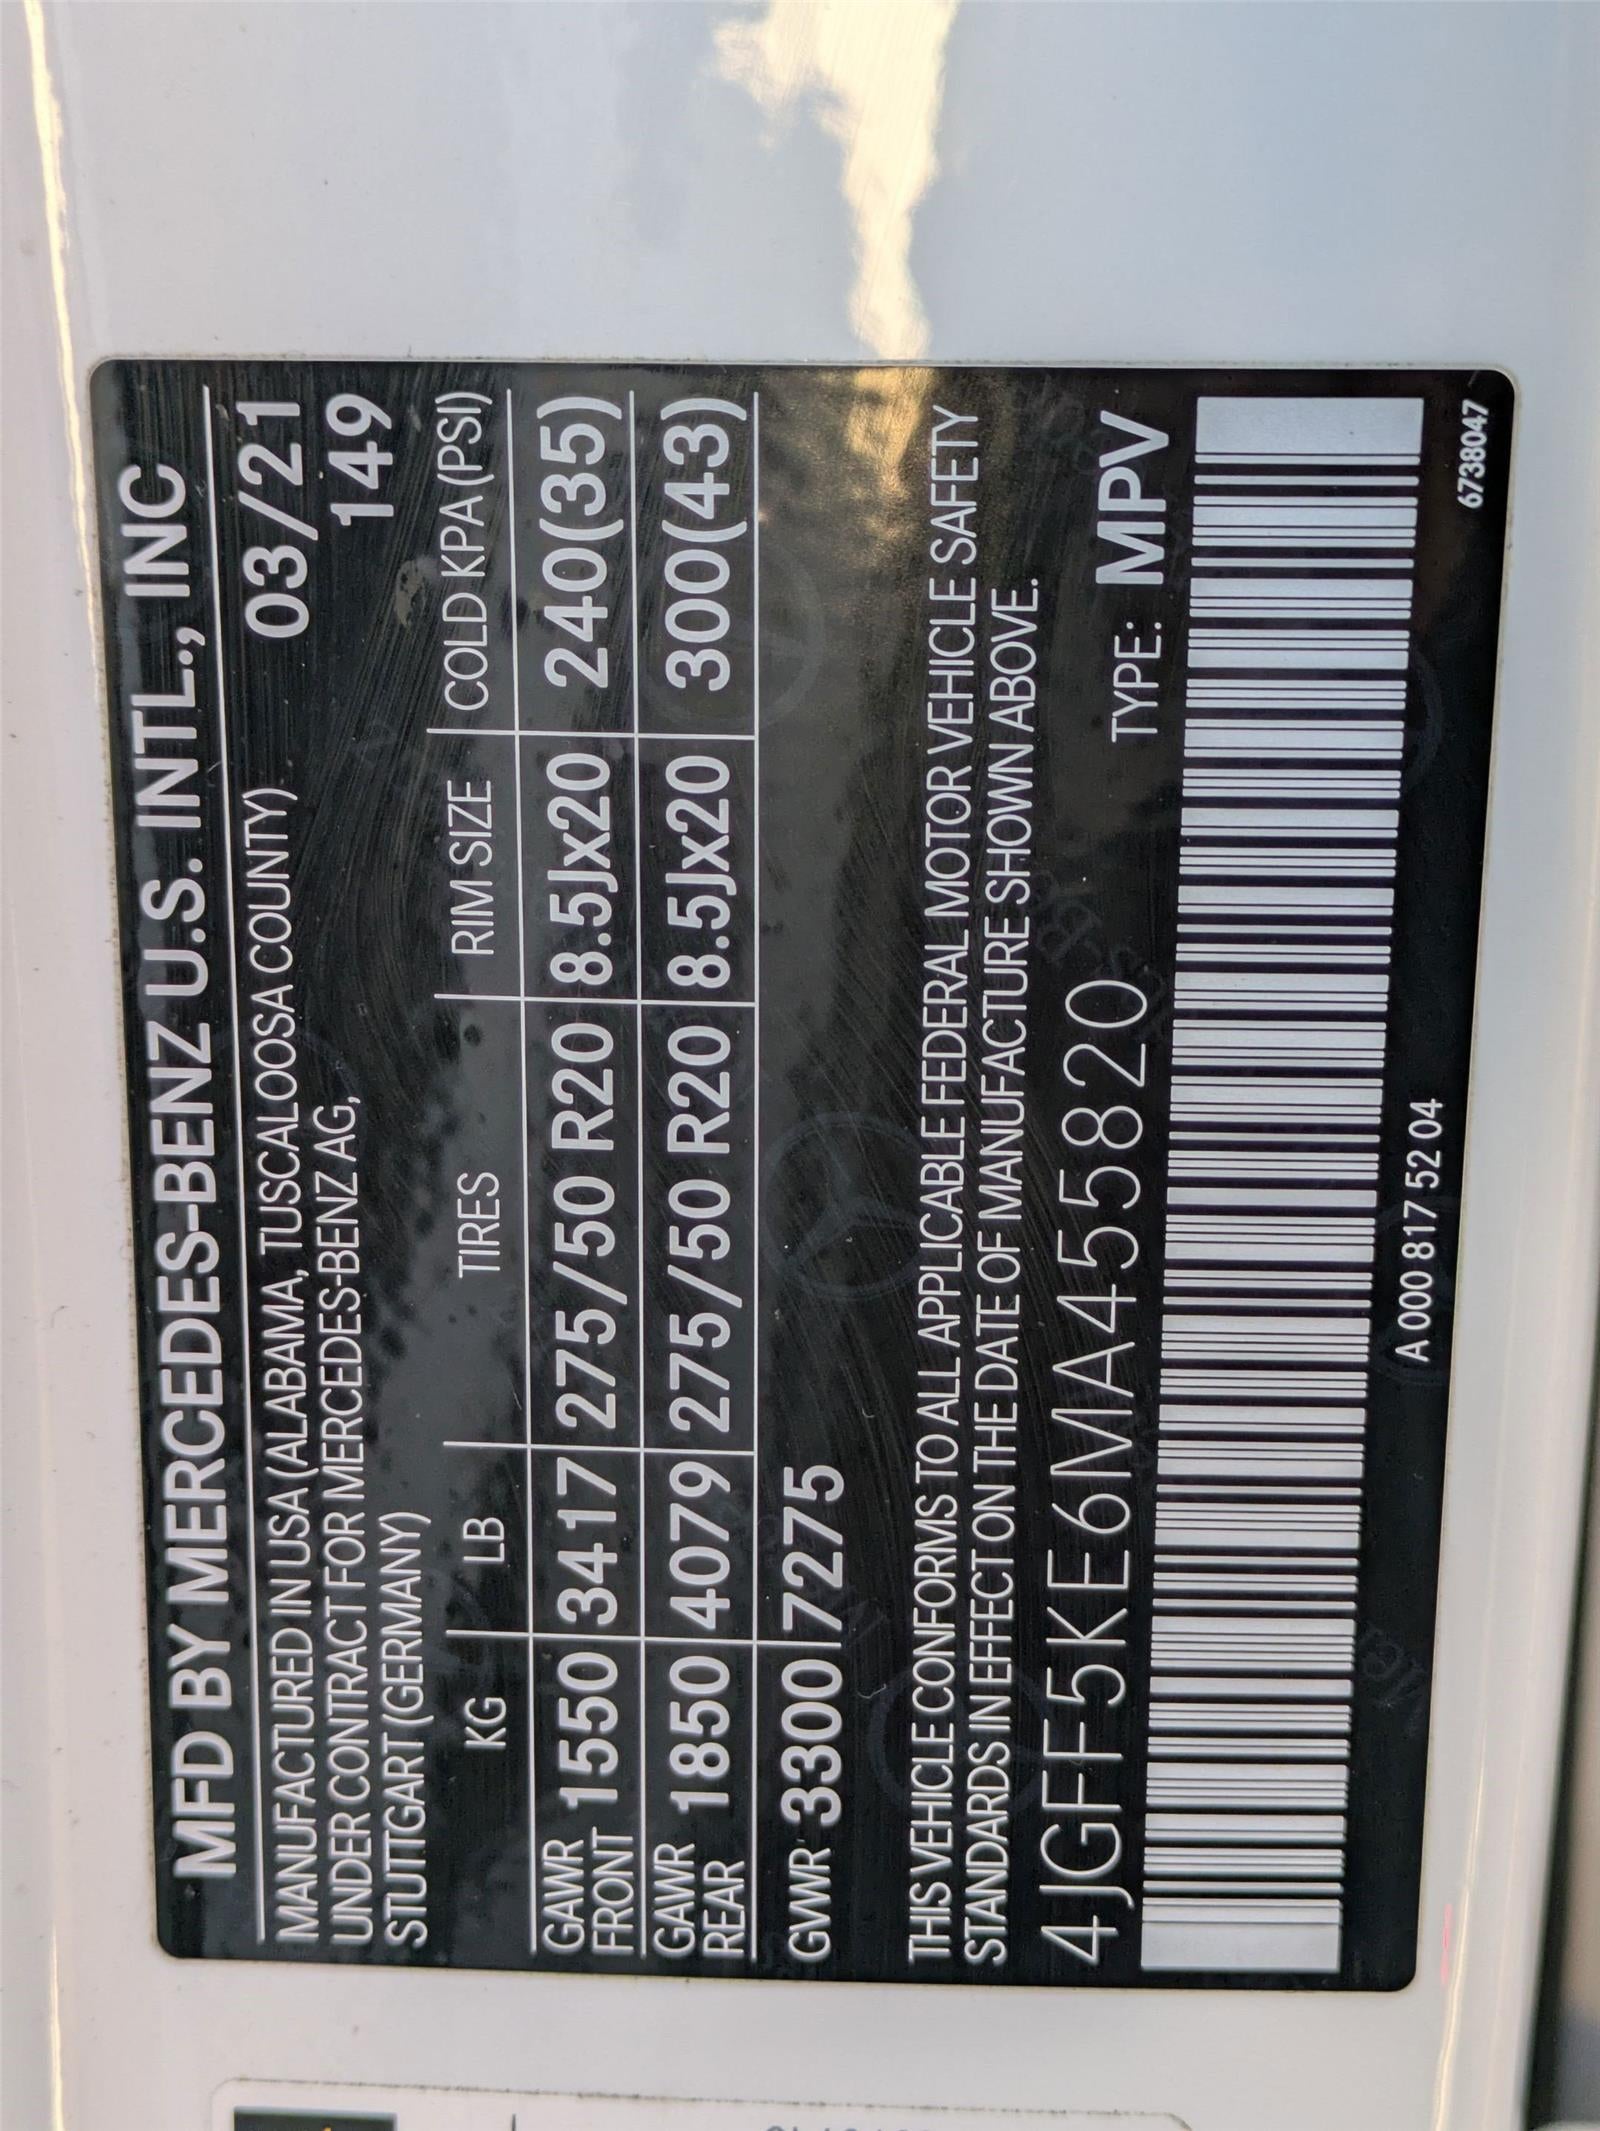 MFD BY MERCEDES-BENZ U.S. INTL., INC
MANUFACTURED IN USA (ALABAMA, TUSCALOOSA COUNTY) 03/21
UNDER CONTRACT FOR MERCEDES-BENZ AG, 149
STUTTGART (GERMANY)
KG LB TIRES RIM SIZE COLD KPA (PSI)
GAWR FRONT 1550 3417 275/50 R20 8.5Jx20 240(35)
GAWR REAR 1850 4079 275/50 R20 8.5Jx20 300(43)
GVWR 3300 7275
THIS VEHICLE CONFORMS TO ALL APPLICABLE FEDERAL MOTOR VEHICLE SAFETY
STANDARDS IN EFFECT ON THE DATE OF MANUFACTURE SHOWN ABOVE.
4JGFF5KE6MA455820 TYPE: MPV
A 000 817 52 04
6738047